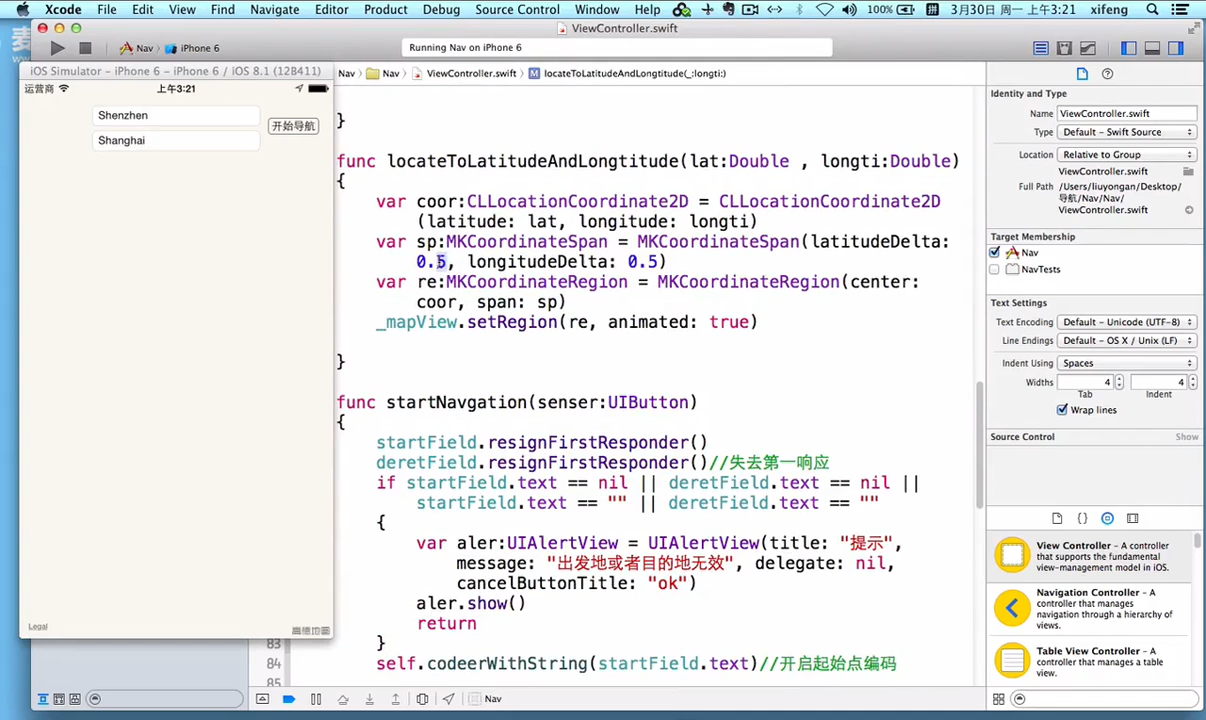 Xcode File Edit View Find Navigate Editor Product Debug Source Control Window Help 100% 3月30日 周一 上午3:21 xifeng
ViewController.swift
Nav iPhone 6
Running Nav on iPhone 6
iOS Simulator – iPhone 6 – iPhone 6 / iOS 8.1 (12B411)
Nav Nav ViewController.swift M locateToLatitudeAndLongtitude(_:longti:)
运营商 上午3:21
Shenzhen
开始导航
Shanghai
Legal
高德地图
}
func locateToLatitudeAndLongtitude(lat:Double , longti:Double)
{
var coor:CLLocationCoordinate2D = CLLocationCoordinate2D
(latitude: lat, longitude: longti)
var sp:MKCoordinateSpan = MKCoordinateSpan(latitudeDelta:
0.5, longitudeDelta: 0.5)
var re:MKCoordinateRegion = MKCoordinateRegion(center:
coor, span: sp)
_mapView.setRegion(re, animated: true)
}
func startNavgation(senser:UIButton)
{
startField.resignFirstResponder()
deretField.resignFirstResponder()//失去第一响应
if startField.text == nil || deretField.text == nil ||
startField.text == "" || deretField.text == ""
{
var aler:UIAlertView = UIAlertView(title: "提示",
message: "出发地或者目的地无效", delegate: nil,
cancelButtonTitle: "ok")
aler.show()
return
83 }
84 self.codeerWithString(startField.text)//开启起始点编码
85
Nav
Identity and Type
Name ViewController.swift
Type Default – Swift Source
Location Relative to Group
ViewController.swift
Full Path /Users/liuyongan/Desktop/
导航/Nav/Nav/
ViewController.swift
Target Membership
Nav
NavTests
Text Settings
Text Encoding Default – Unicode (UTF-8)
Line Endings Default – OS X / Unix (LF)
Indent Using Spaces
Widths 4 4
Tab Indent
Wrap lines
Source Control Show
View Controller – A controller
that supports the fundamental
view-management model in iOS.
Navigation Controller – A
controller that manages
navigation through a hierarchy of
views.
Table View Controller – A
controller that manages a table
view.